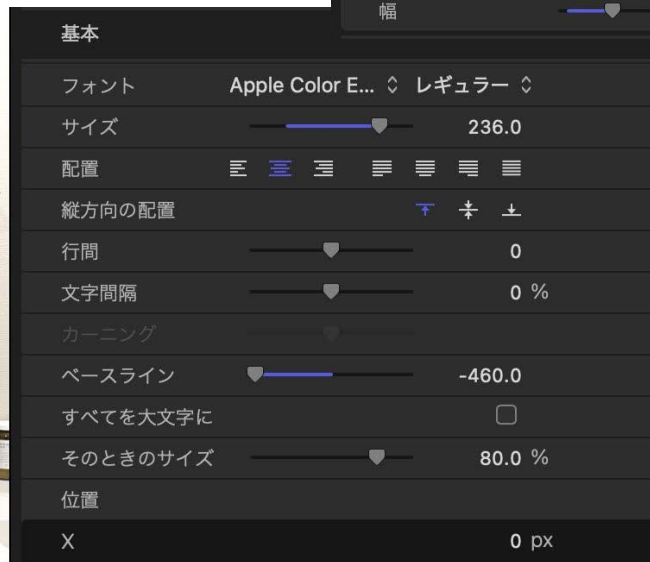 幅
基本
フォント Apple Color E... レギュラー
サイズ 236.0
配置
縦方向の配置
行間 0
文字間隔 0 %
カーニング
ベースライン -460.0
すべてを大文字に
そのときのサイズ 80.0 %
位置
X 0 px